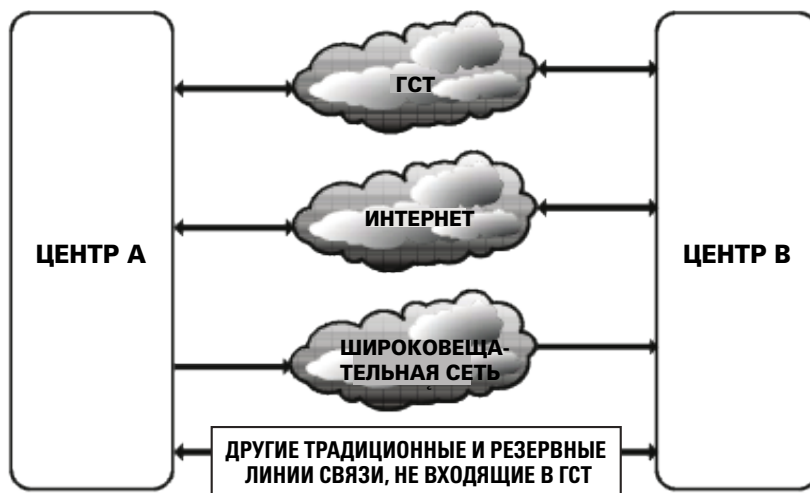 ГСТ
ИНТЕРНЕТ
ЦЕНТР А
ЦЕНТР В
ШИРОКОВЕЩА-
ТЕЛЬНАЯ СЕТЬ
ДРУГИЕ ТРАДИЦИОННЫЕ И РЕЗЕРВНЫЕ
ЛИНИИ СВЯЗИ, НЕ ВХОДЯЩИЕ В ГСТ